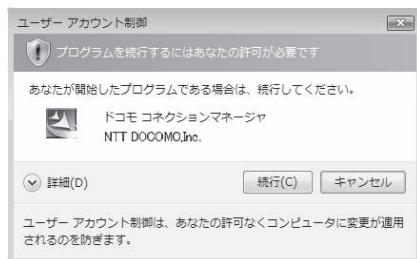 ユーザー アカウント制御
プログラムを続行するにはあなたの許可が必要です
あなたが開始したプログラムである場合は、続行してください。
ドコモ コネクションマネージャ
NTT DOCOMO,Inc.
詳細(D)
続行(C)
キャンセル
ユーザー アカウント制御は、あなたの許可なくコンピュータに変更が適用
されるのを防ぎます。